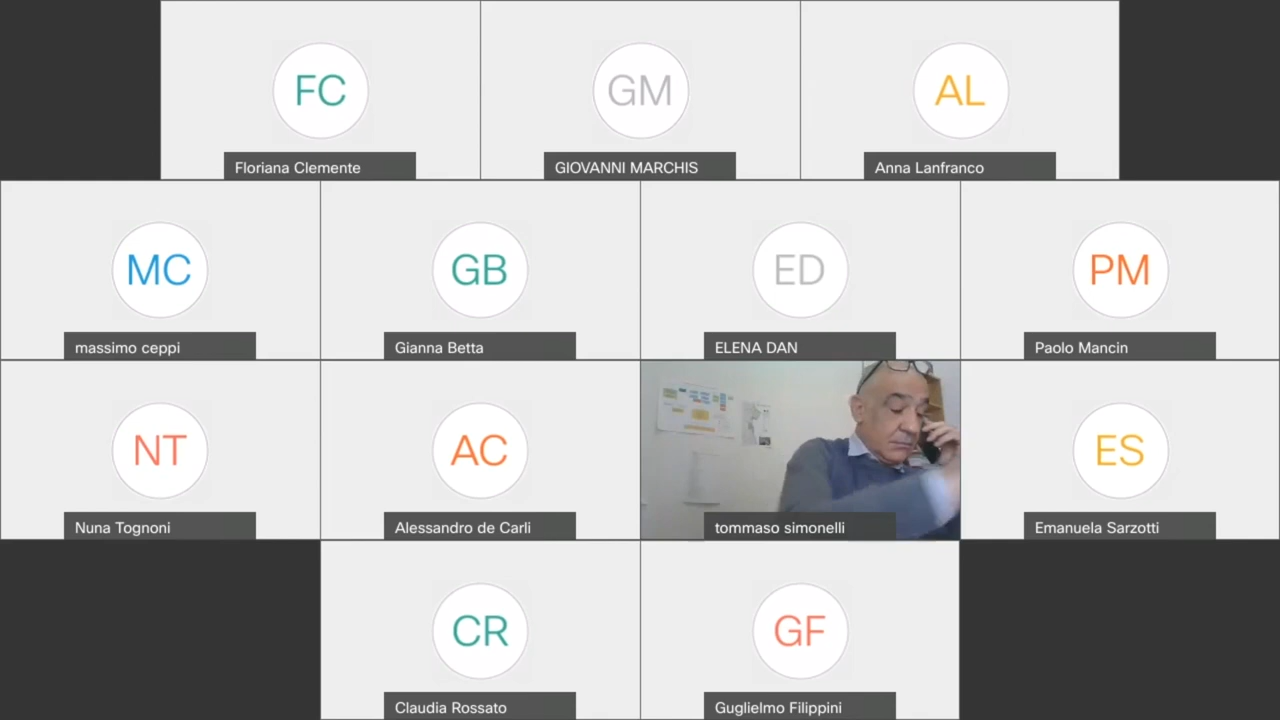 FC
GM
AL
Floriana Clemente
GIOVANNI MARCHIS
Anna Lanfranco
MC
GB
ED
PM
massimo ceppi
Gianna Betta
ELENA DAN
Paolo Mancin
NT
AC
ES
Nuna Tognoni
Alessandro de Carli
tommaso simonelli
Emanuela Sarzotti
CR
GF
Claudia Rossato
Guglielmo Filippini